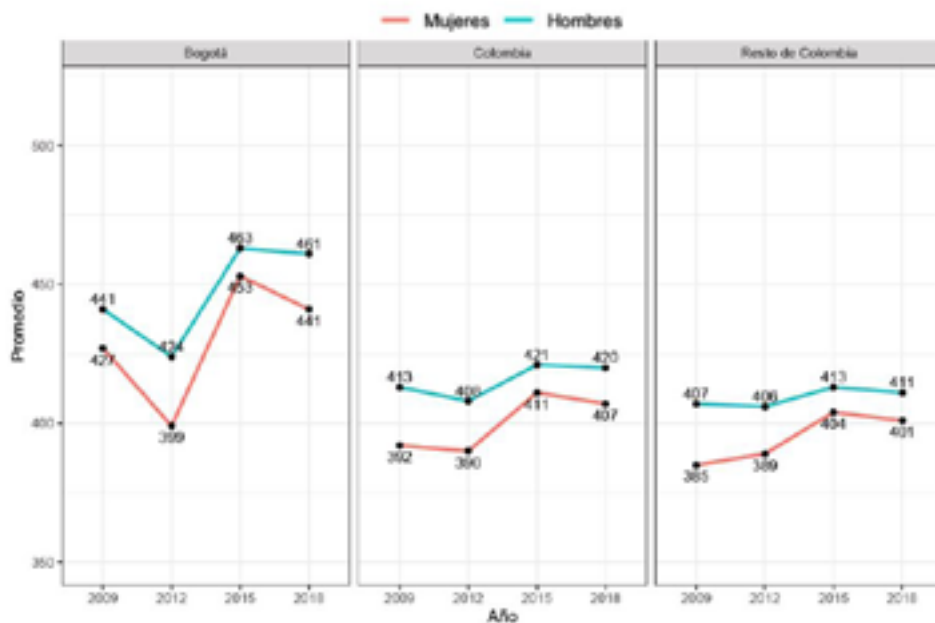 Mujeres Hombres
Bogotá Colombia Resto de Colombia
500
450
400
350
Promedio
441 424 463 461
427 399 453 441
413 408 421 420
392 390 411 407
407 406 413 411
385 389 404 401
2009 2012 2015 2018 2009 2012 2015 2018 2009 2012 2015 2018
Año